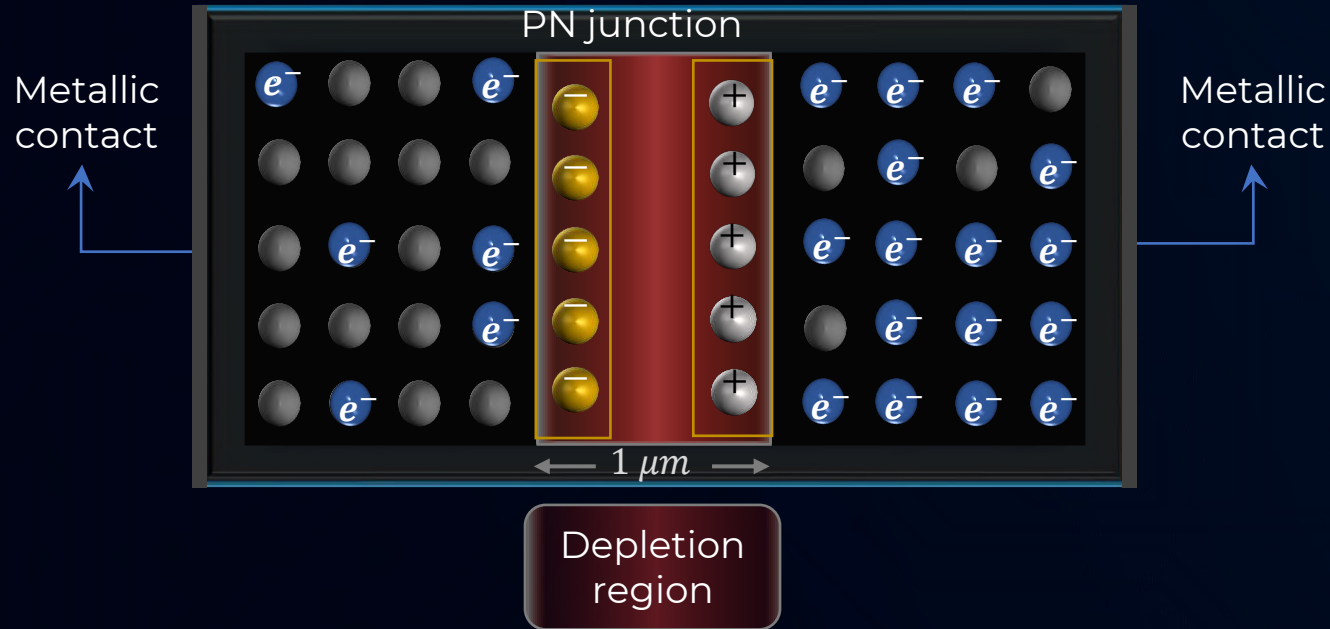 PN junction
Metallic
contact
Metallic
contact
e⁻ e⁻ − + e⁻ e⁻ e⁻
− + e⁻ e⁻
e⁻ e⁻ − + e⁻ e⁻ e⁻ e⁻
e⁻ − + e⁻ e⁻ e⁻
e⁻ − + e⁻ e⁻ e⁻ e⁻
1 μm
Depletion
region